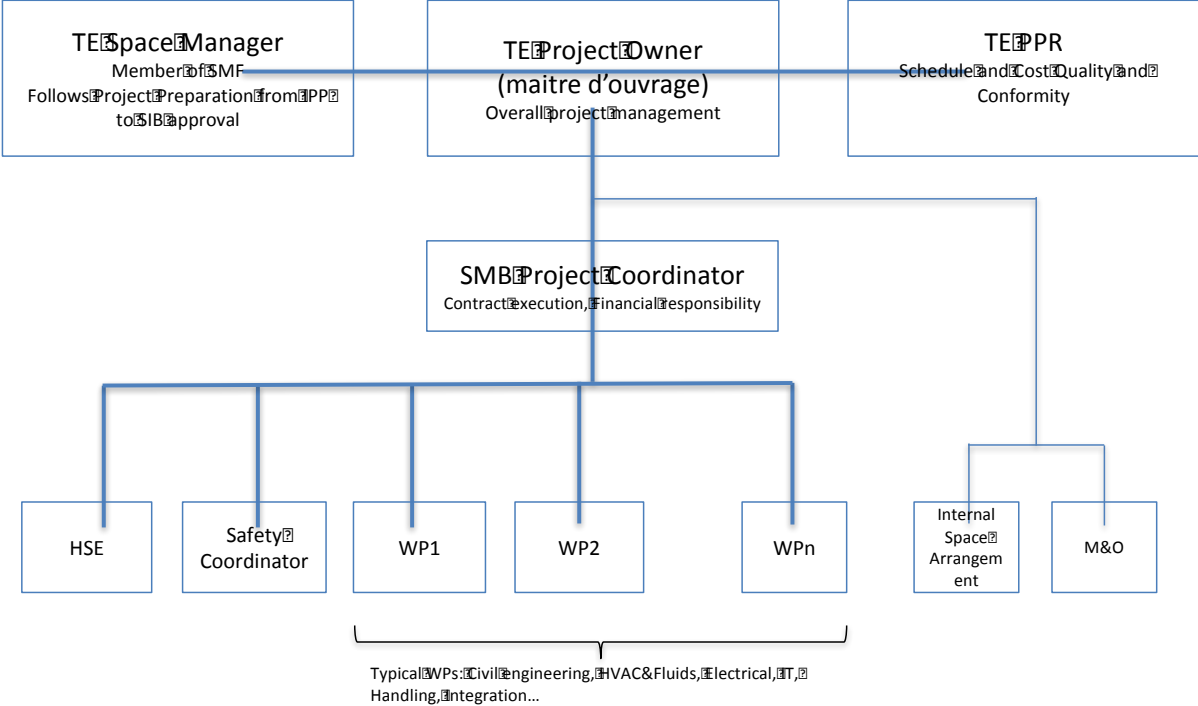 TE Space Manager
Member of SMF
Follows Project Preparation from IPP
to SIB approval
TE Project Owner
(maitre d'ouvrage)
Overall project management
TE PPR
Schedule and Cost Quality and
Conformity
SMB Project Coordinator
Contract execution, Financial responsibility
HSE
Safety
Coordinator
WP1
WP2
WPn
Internal
Space
Arrangem
ent
M&O
Typical WPs: Civil engineering, HVAC&Fluids, Electrical, IT,
Handling, Integration…